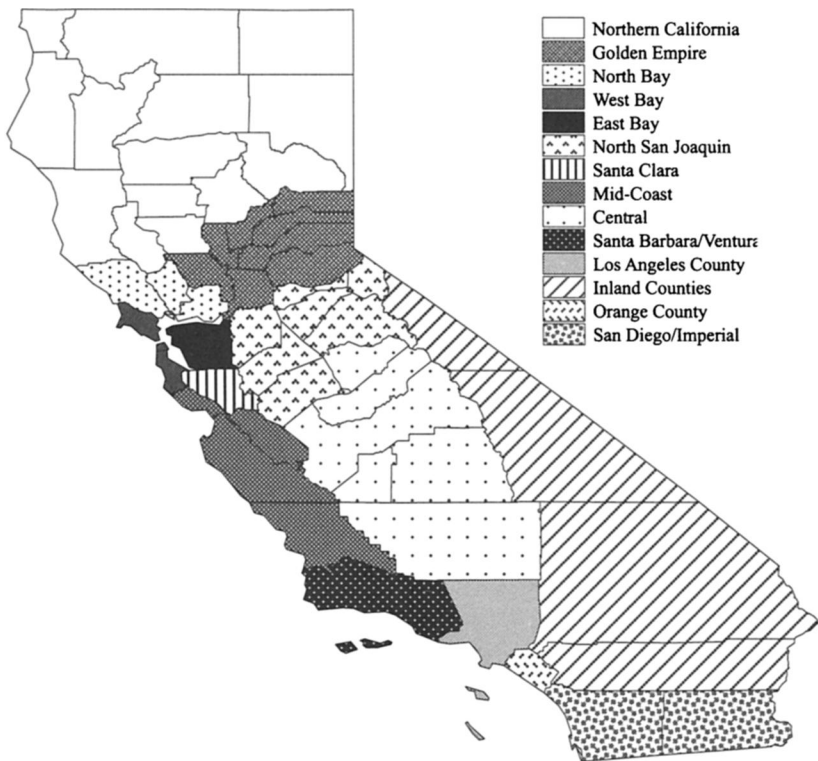 Northern California
Golden Empire
North Bay
West Bay
East Bay
North San Joaquin
Santa Clara
Mid-Coast
Central
Santa Barbara/Ventura
Los Angeles County
Inland Counties
Orange County
San Diego/Imperial